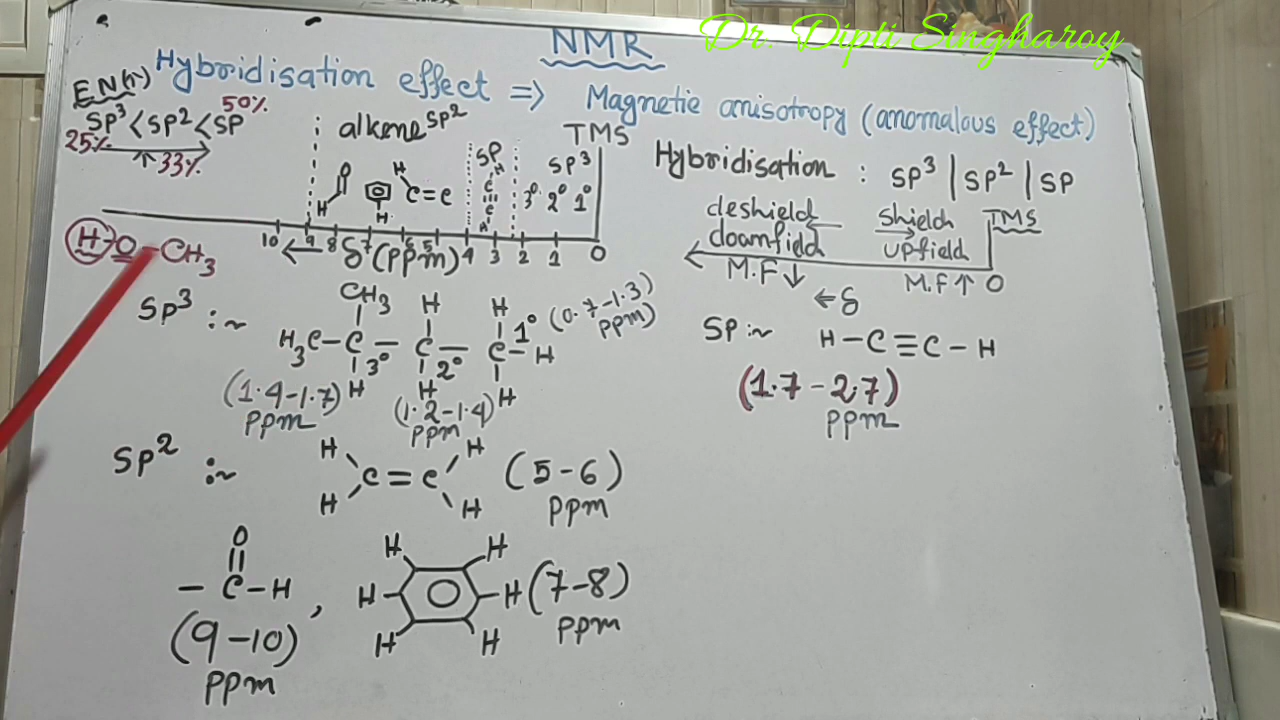 Dr. Dipti Singharoy
NMR
Hybridisation effect => Magnetic anisotropy (anomalous effect)
EN(↑)
SP³ < SP² < SP 50%
25% ↑ 33%
alkene SP²
TMS
SP
SP³
3° 2° 1°
O
H
H
H
C=C
H
C
≡
C
H
10 9 8 7 6 5 4 3 2 1 0
← δ (PPM)
H-O-CH₃
Hybridisation : SP³ | SP² | SP
deshield ← shield → TMS
downfield upfield
M.F ↓ M.F ↑ 0
← δ
SP³ :~
CH₃ H H
H₃C-C-C-C-H
3° 2° 1°
H H H
(0.7-1.3)
PPM
(1.4-1.7)
PPM
(1.2-1.4)
PPM
SP :~ H-C≡C-H
(1.7-2.7)
PPM
SP² :~
H H
C=C
H H
(5-6)
PPM
O
||
-C-H ,
(9-10)
PPM
H H
H H
H H
(7-8)
PPM